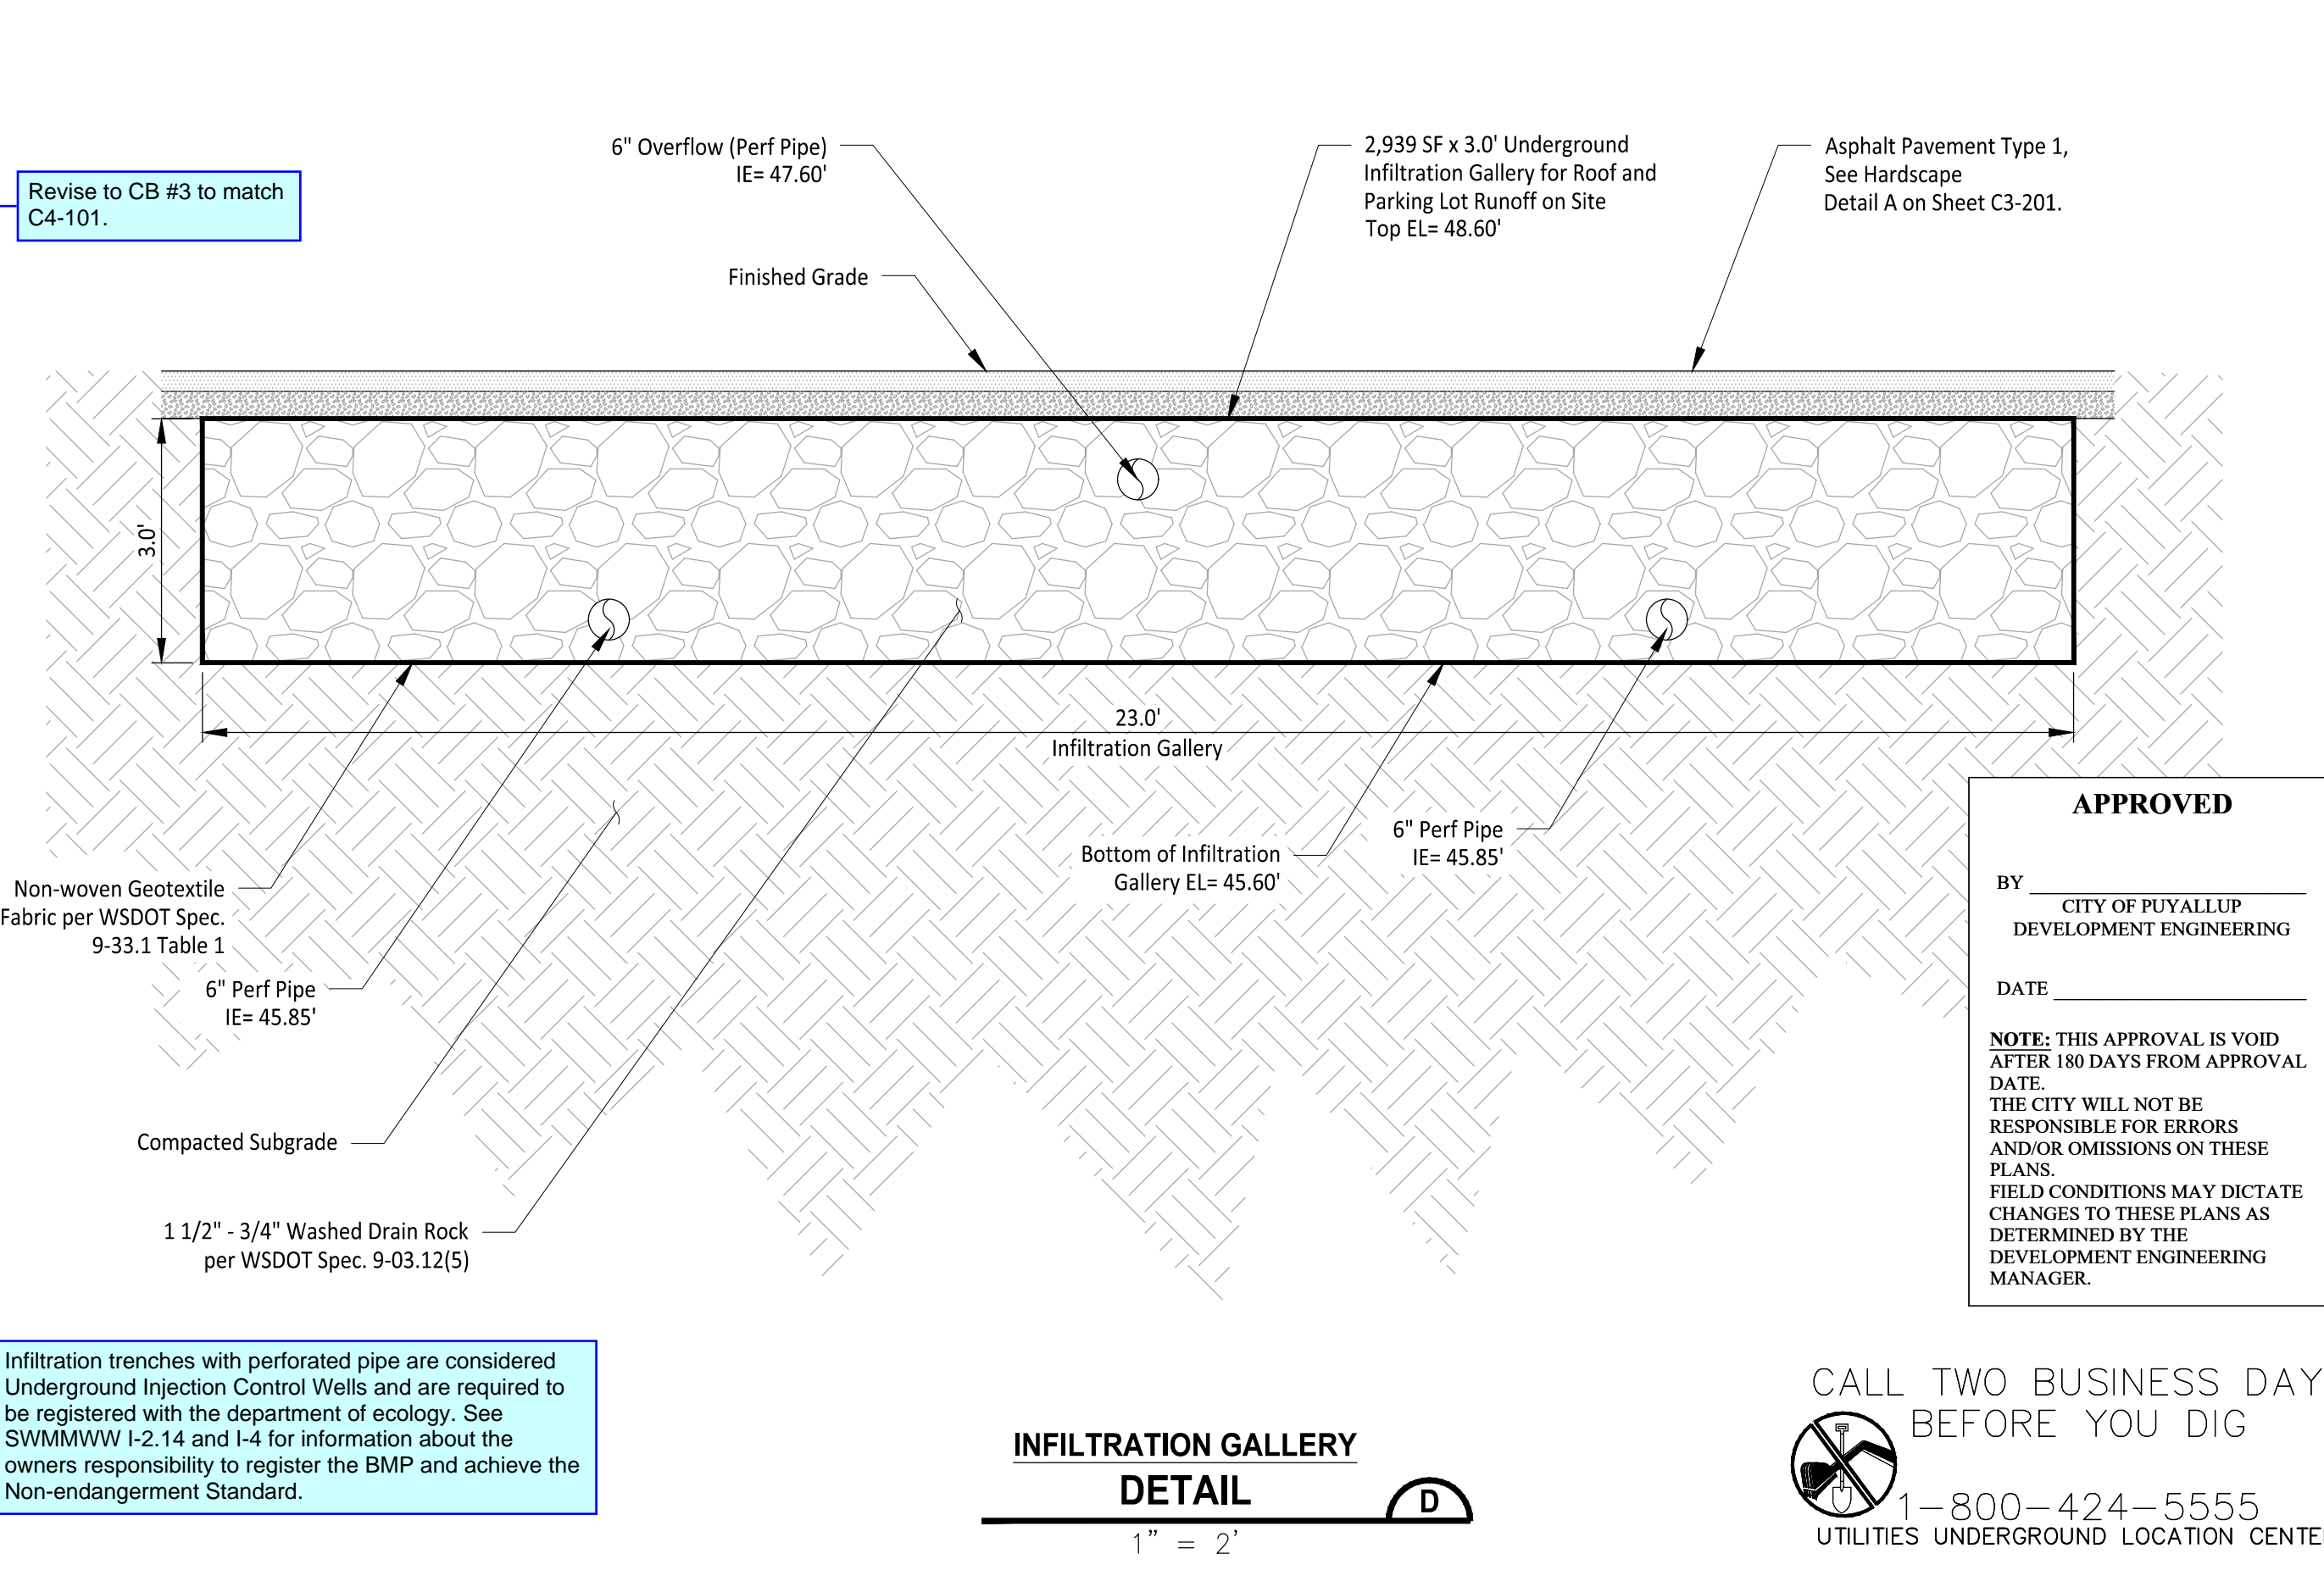 6" Overflow (Perf Pipe)
IE= 47.60'
2,939 SF x 3.0' Underground
Infiltration Gallery for Roof and
Parking Lot Runoff on Site
Top EL= 48.60'
Asphalt Pavement Type 1,
See Hardscape
Detail A on Sheet C3-201.
Revise to CB #3 to match
C4-101.
Finished Grade
3.0'
23.0'
Infiltration Gallery
Non-woven Geotextile
Fabric per WSDOT Spec.
9-33.1 Table 1
6" Perf Pipe
IE= 45.85'
Bottom of Infiltration
Gallery EL= 45.60'
6" Perf Pipe
IE= 45.85'
Compacted Subgrade
1 1/2" - 3/4" Washed Drain Rock
per WSDOT Spec. 9-03.12(5)
APPROVED
BY
CITY OF PUYALLUP
DEVELOPMENT ENGINEERING
DATE
NOTE: THIS APPROVAL IS VOID
AFTER 180 DAYS FROM APPROVAL
DATE.
THE CITY WILL NOT BE
RESPONSIBLE FOR ERRORS
AND/OR OMISSIONS ON THESE
PLANS.
FIELD CONDITIONS MAY DICTATE
CHANGES TO THESE PLANS AS
DETERMINED BY THE
DEVELOPMENT ENGINEERING
MANAGER.
Infiltration trenches with perforated pipe are considered
Underground Injection Control Wells and are required to
be registered with the department of ecology. See
SWMMWW I-2.14 and I-4 for information about the
owners responsibility to register the BMP and achieve the
Non-endangerment Standard.
INFILTRATION GALLERY
DETAIL
D
1" = 2'
CALL TWO BUSINESS DAY
BEFORE YOU DIG
1-800-424-5555
UTILITIES UNDERGROUND LOCATION CENTE